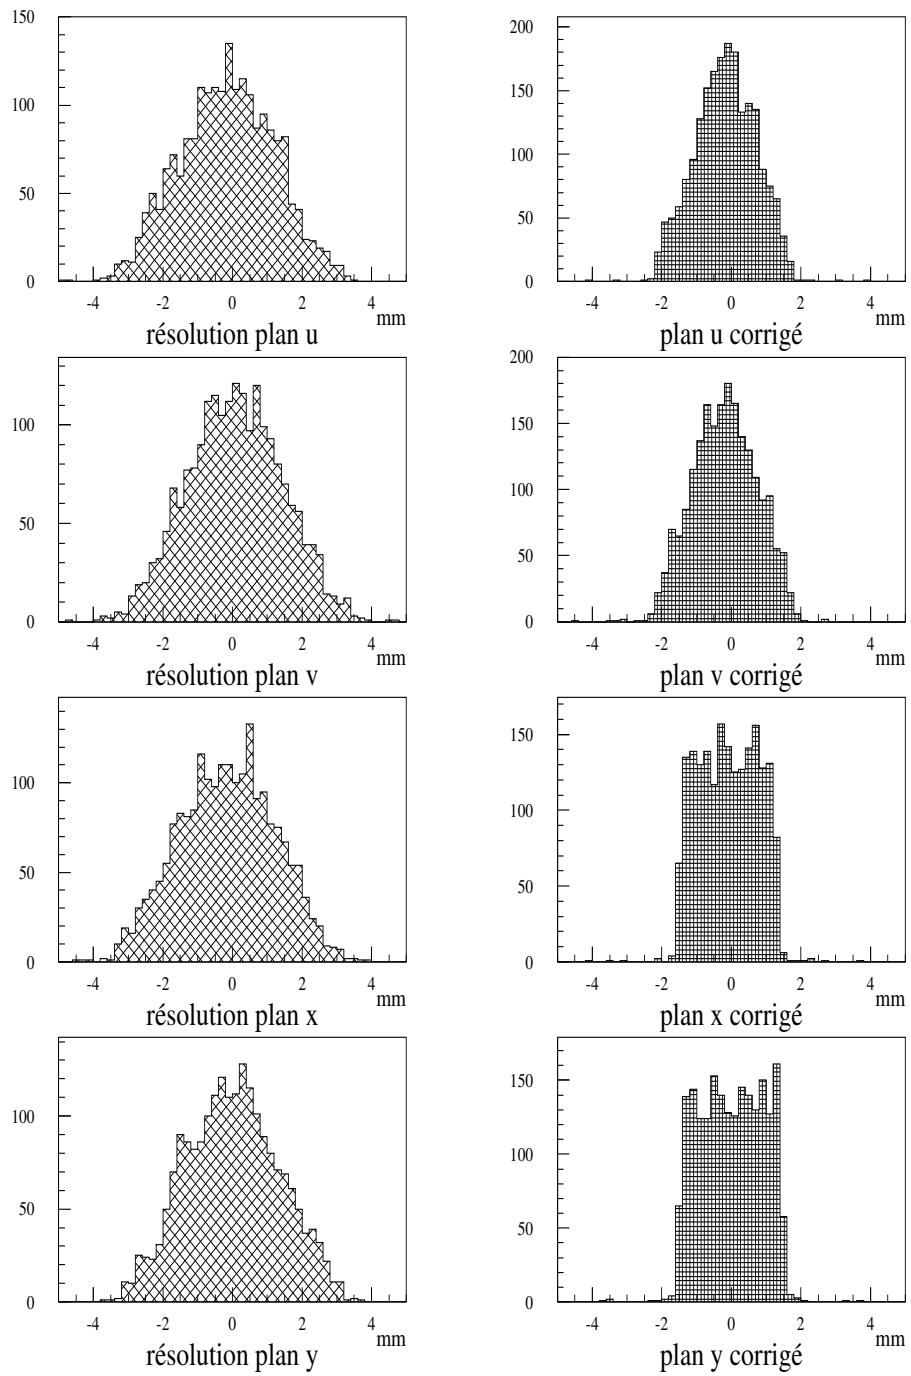 150
100
50
0
-4 -2 0 2 4
mm
résolution plan u
200
150
100
50
0
-4 -2 0 2 4
mm
plan u corrigé
100
50
0
-4 -2 0 2 4
mm
résolution plan v
200
150
100
50
0
-4 -2 0 2 4
mm
plan v corrigé
100
50
0
-4 -2 0 2 4
mm
résolution plan x
150
100
50
0
-4 -2 0 2 4
mm
plan x corrigé
100
50
0
-4 -2 0 2 4
mm
résolution plan y
150
100
50
0
-4 -2 0 2 4
mm
plan y corrigé